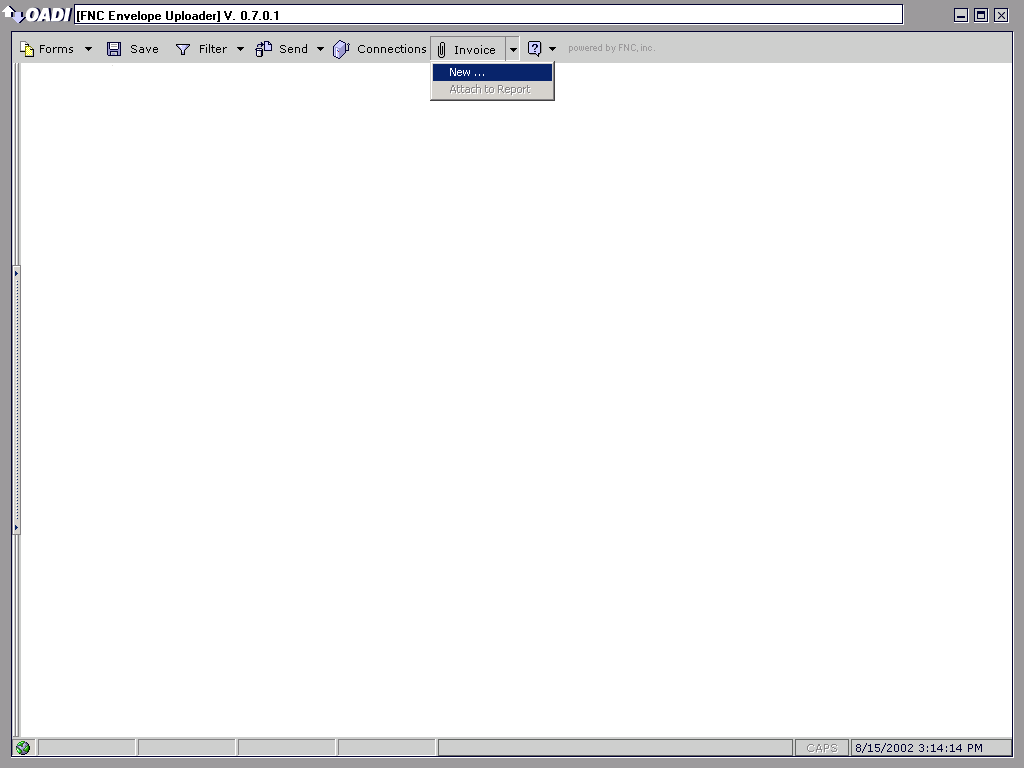 OADI [FNC Envelope Uploader] V. 0.7.0.1
Forms Save Filter Send Connections Invoice powered by FNC, inc.
New ...
Attach to Report
CAPS 8/15/2002 3:14:14 PM